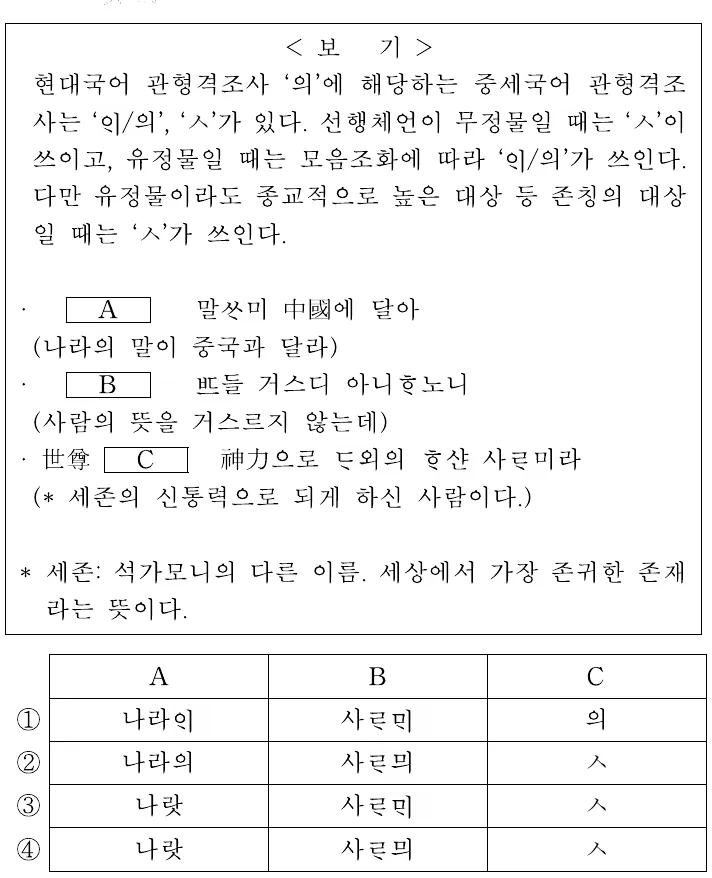 < 보 기 >
현대국어 관형격조사 ‘의’에 해당하는 중세국어 관형격조
사는 ‘ᄋᆡ/의’, ‘ㅅ’가 있다. 선행체언이 무정물일 때는 ‘ㅅ’이
쓰이고, 유정물일 때는 모음조화에 따라 ‘ᄋᆡ/의’가 쓰인다.
다만 유정물이라도 종교적으로 높은 대상 등 존칭의 대상
일 때는 ‘ㅅ’가 쓰인다.
· A 말ᄊᆞ미 中國에 달아
(나라의 말이 중국과 달라)
· B ᄠᅳ들 거스디 아니ᄒᆞ노니
(사람의 뜻을 거스르지 않는데)
· 世尊 C 神力으로 ᄃᆞ외의 ᄒᆞ샨 사ᄅᆞ미라
(* 세존의 신통력으로 되게 하신 사람이다.)
* 세존: 석가모니의 다른 이름. 세상에서 가장 존귀한 존재
라는 뜻이다.
A B C
① 나라ᄋᆡ 사ᄅᆞᄆᆡ 의
② 나라의 사ᄅᆞ믜 ㅅ
③ 나랏 사ᄅᆞᄆᆡ ㅅ
④ 나랏 사ᄅᆞ믜 ㅅ